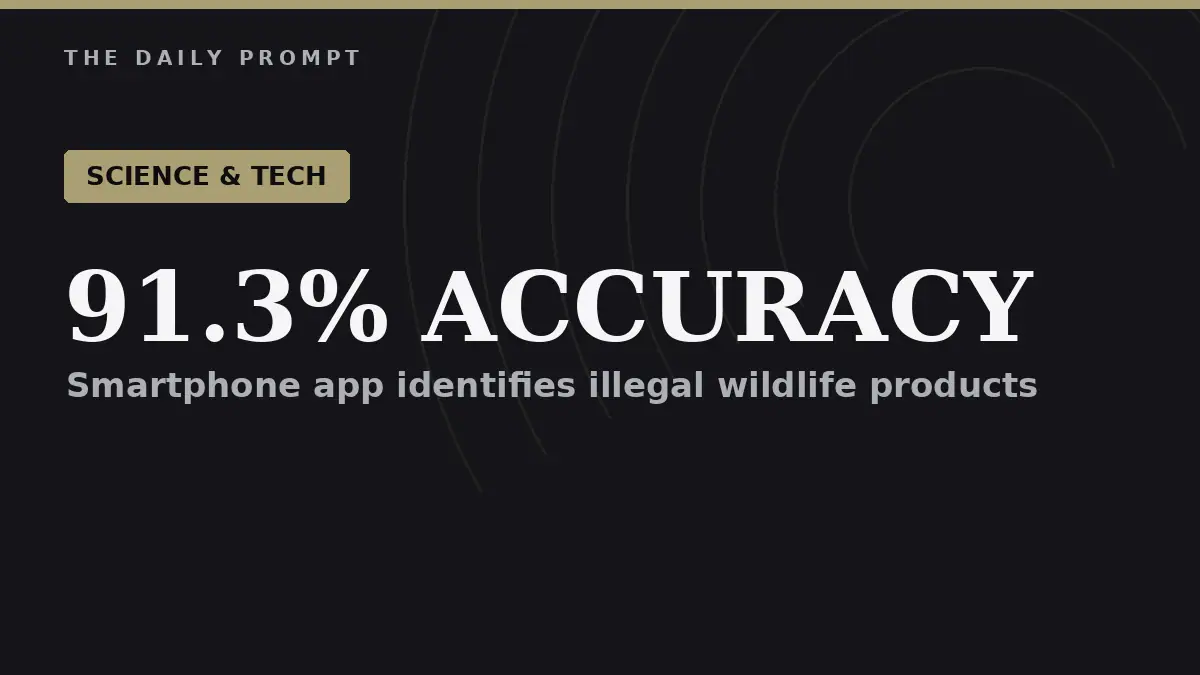 THE DAILY PROMPT
SCIENCE & TECH
91.3% ACCURACY
Smartphone app identifies illegal wildlife products